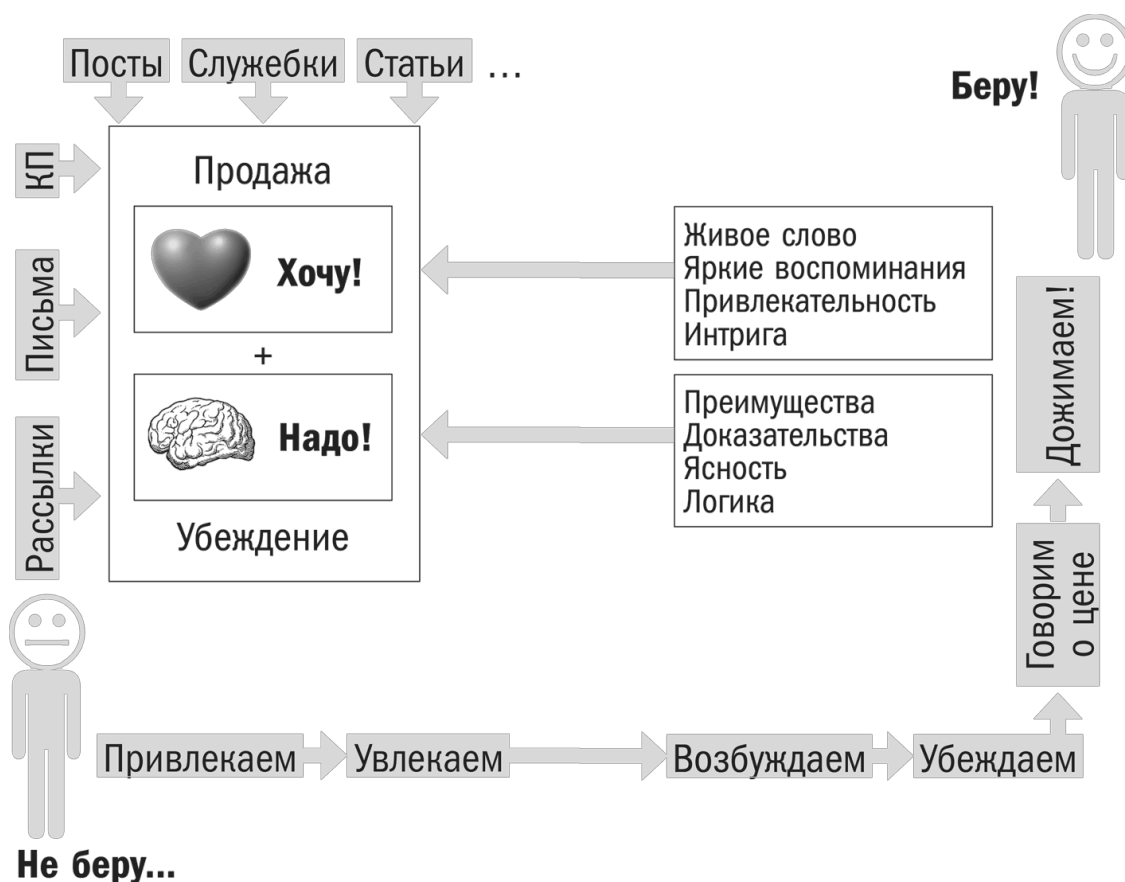 Посты
Служебки
Статьи
...
Беру!
КП
Письма
Рассылки
Продажа
Хочу!
+
Надо!
Убеждение
Живое слово
Яркие воспоминания
Привлекательность
Интрига
Преимущества
Доказательства
Ясность
Логика
Дожимаем!
Говорим
о цене
Привлекаем
Увлекаем
Возбуждаем
Убеждаем
Не беру...